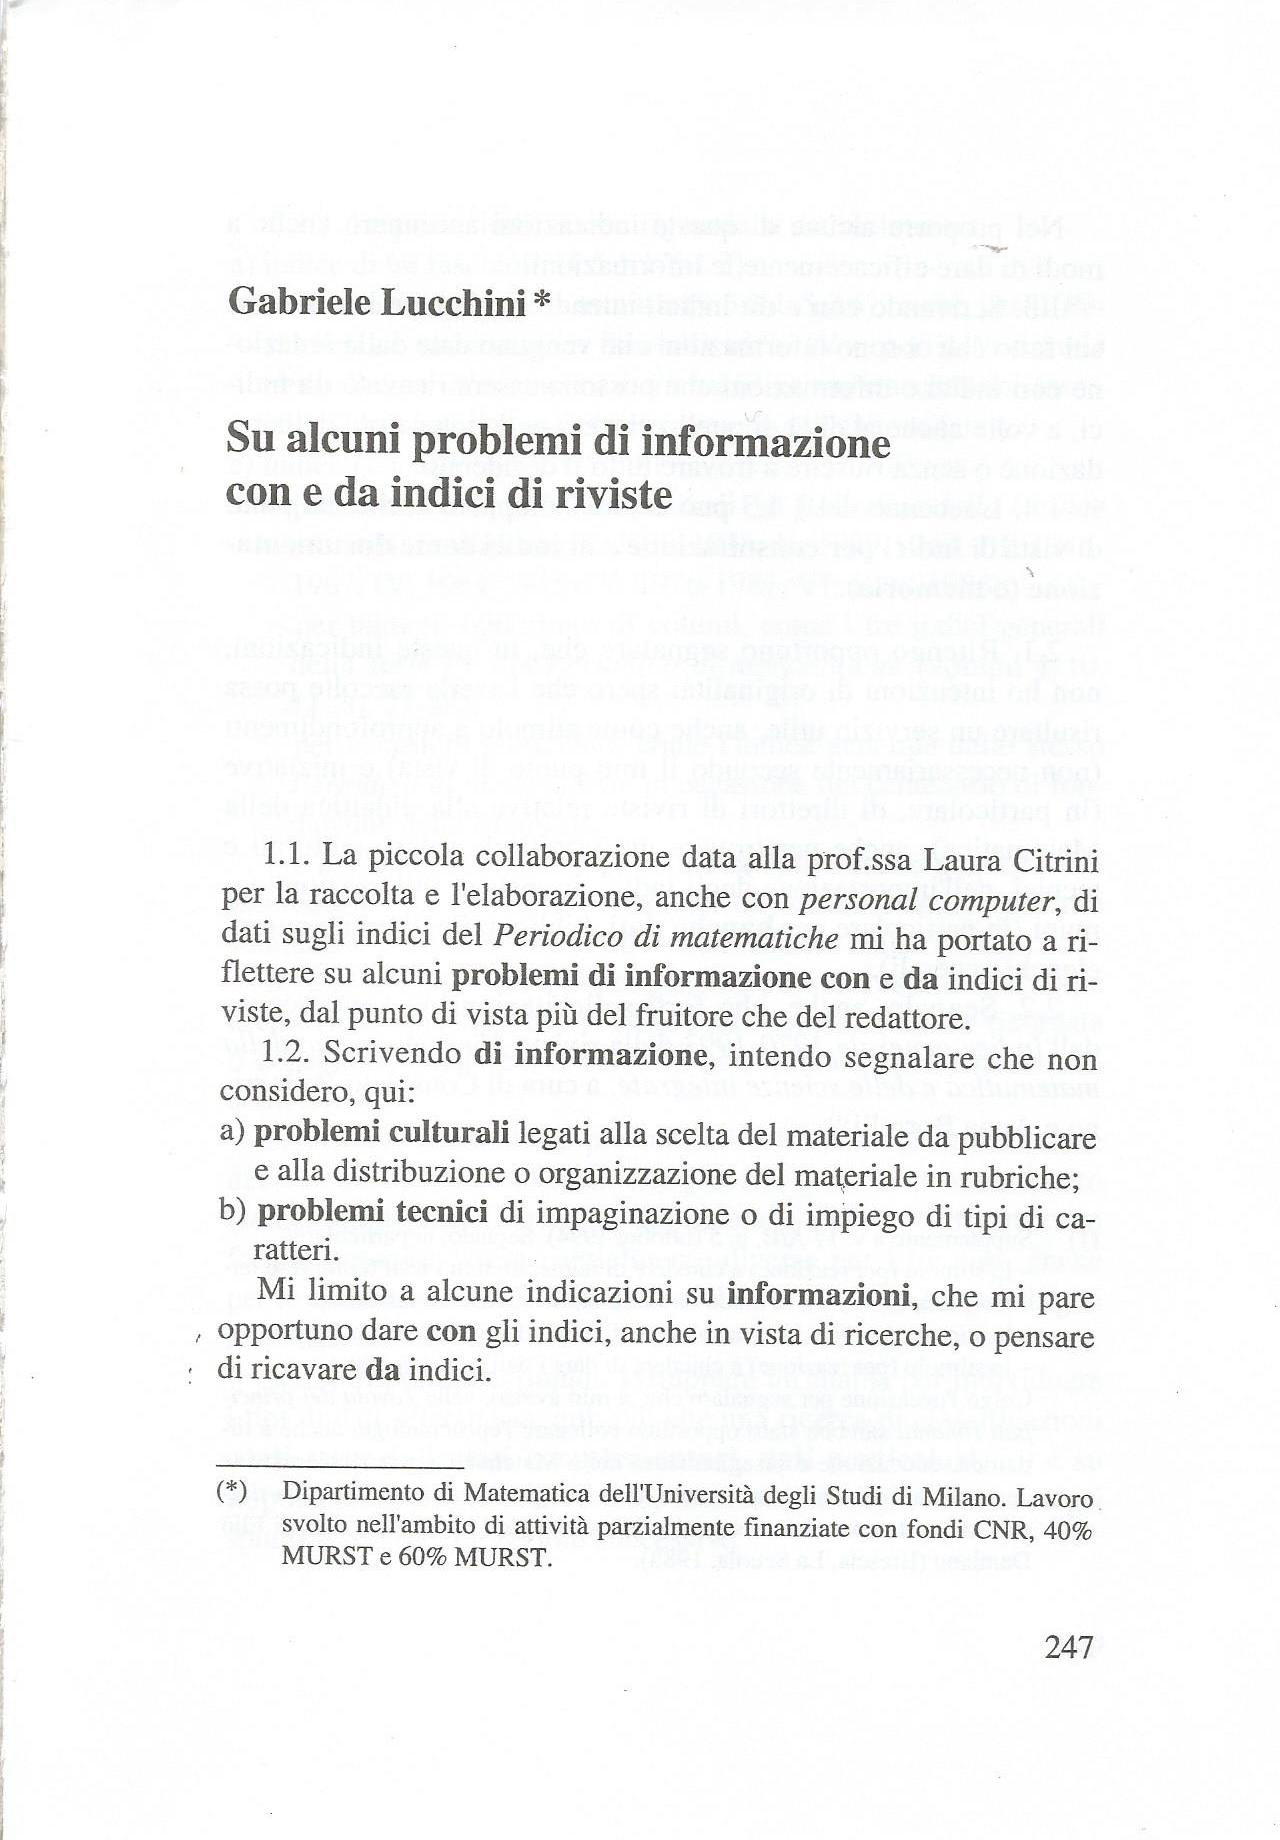 Gabriele Lucchini *
Su alcuni problemi di informazione
con e da indici di riviste
1.1. La piccola collaborazione data alla prof.ssa Laura Citrini
per la raccolta e l'elaborazione, anche con personal computer, di
dati sugli indici del Periodico di matematiche mi ha portato a ri-
flettere su alcuni problemi di informazione con e da indici di ri-
viste, dal punto di vista più del fruitore che del redattore.
1.2. Scrivendo di informazione, intendo segnalare che non
considero, qui:
a) problemi culturali legati alla scelta del materiale da pubblicare
e alla distribuzione o organizzazione del materiale in rubriche;
b) problemi tecnici di impaginazione o di impiego di tipi di ca-
ratteri.
Mi limito a alcune indicazioni su informazioni, che mi pare
opportuno dare con gli indici, anche in vista di ricerche, o pensare
di ricavare da indici.
(*) Dipartimento di Matematica dell'Università degli Studi di Milano. Lavoro
svolto nell'ambito di attività parzialmente finanziate con fondi CNR, 40%
MURST e 60% MURST.
247